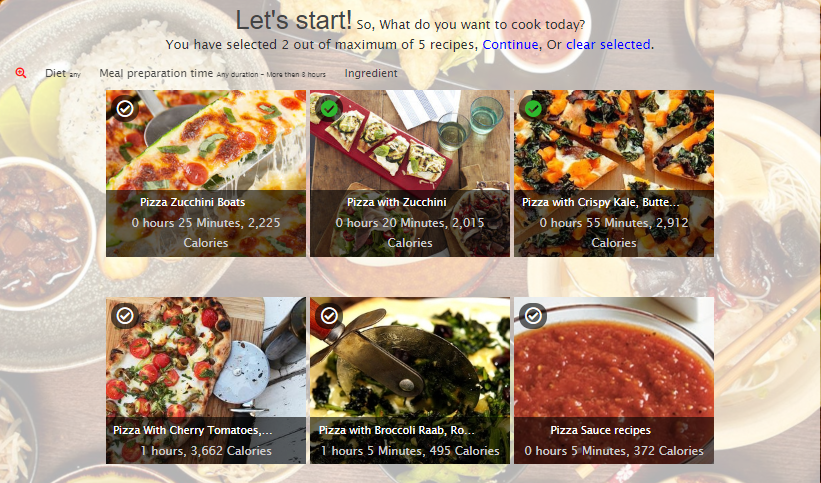 Let's start! So, What do you want to cook today?
You have selected 2 out of maximum of 5 recipes, Continue, Or clear selected.
Diet any Meal preparation time Any duration - More then 8 hours Ingredient
Pizza Zucchini Boats
0 hours 25 Minutes, 2,225
Calories
Pizza with Zucchini
0 hours 20 Minutes, 2,015
Calories
Pizza with Crispy Kale, Butte...
0 hours 55 Minutes, 2,912
Calories
Pizza With Cherry Tomatoes,...
1 hours, 3,662 Calories
Pizza with Broccoli Raab, Ro...
1 hours 5 Minutes, 495 Calories
Pizza Sauce recipes
0 hours 5 Minutes, 372 Calories